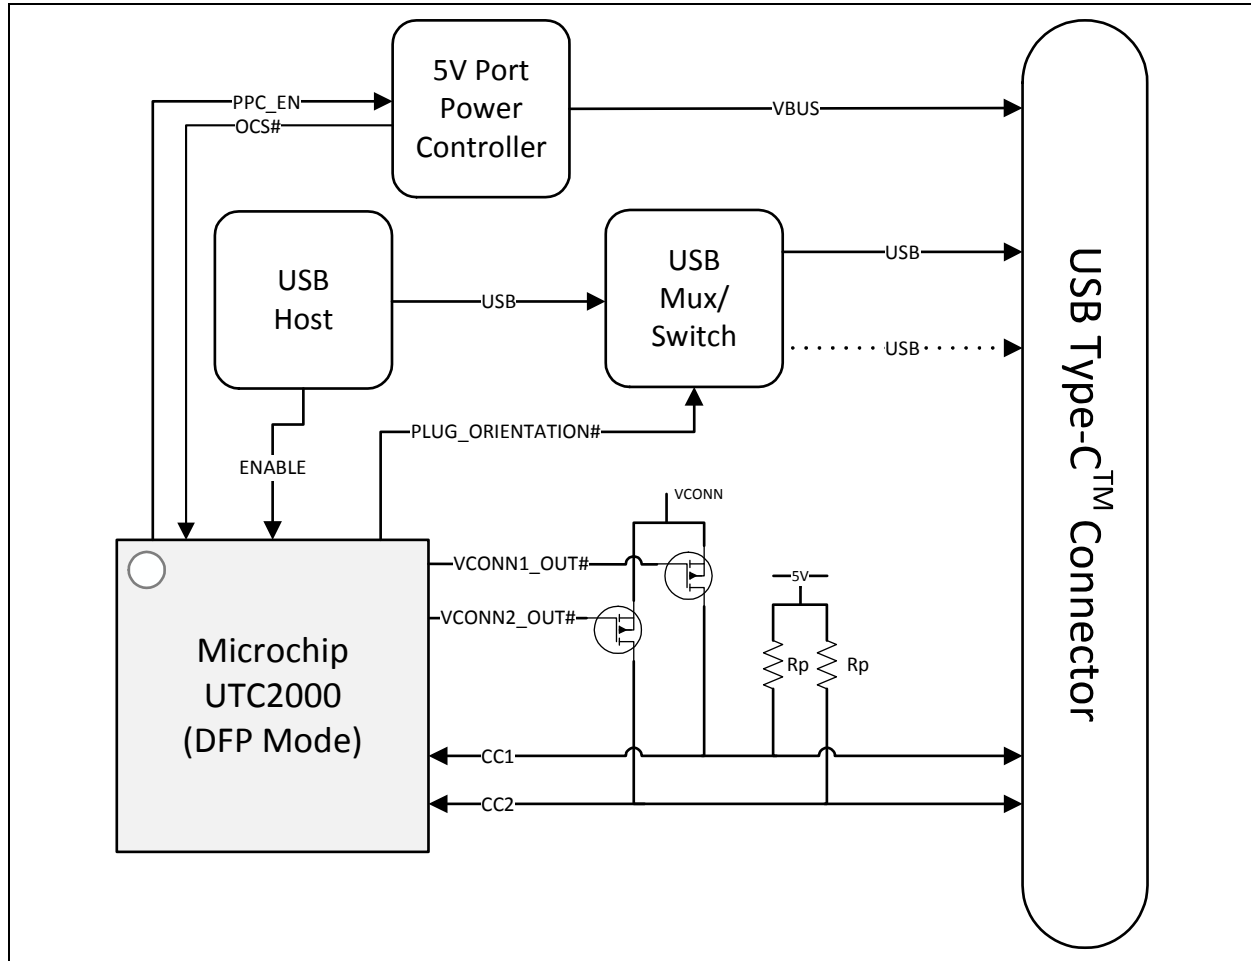 5V Port
Power
Controller
PPC_EN
OCS#
VBUS
USB
Host
USB
USB
Mux/
Switch
USB
USB
ENABLE
PLUG_ORIENTATION#
USB Type-C™ Connector
Microchip
UTC2000
(DFP Mode)
VCONN
VCONN1_OUT#
VCONN2_OUT#
5V
Rp
Rp
CC1
CC2